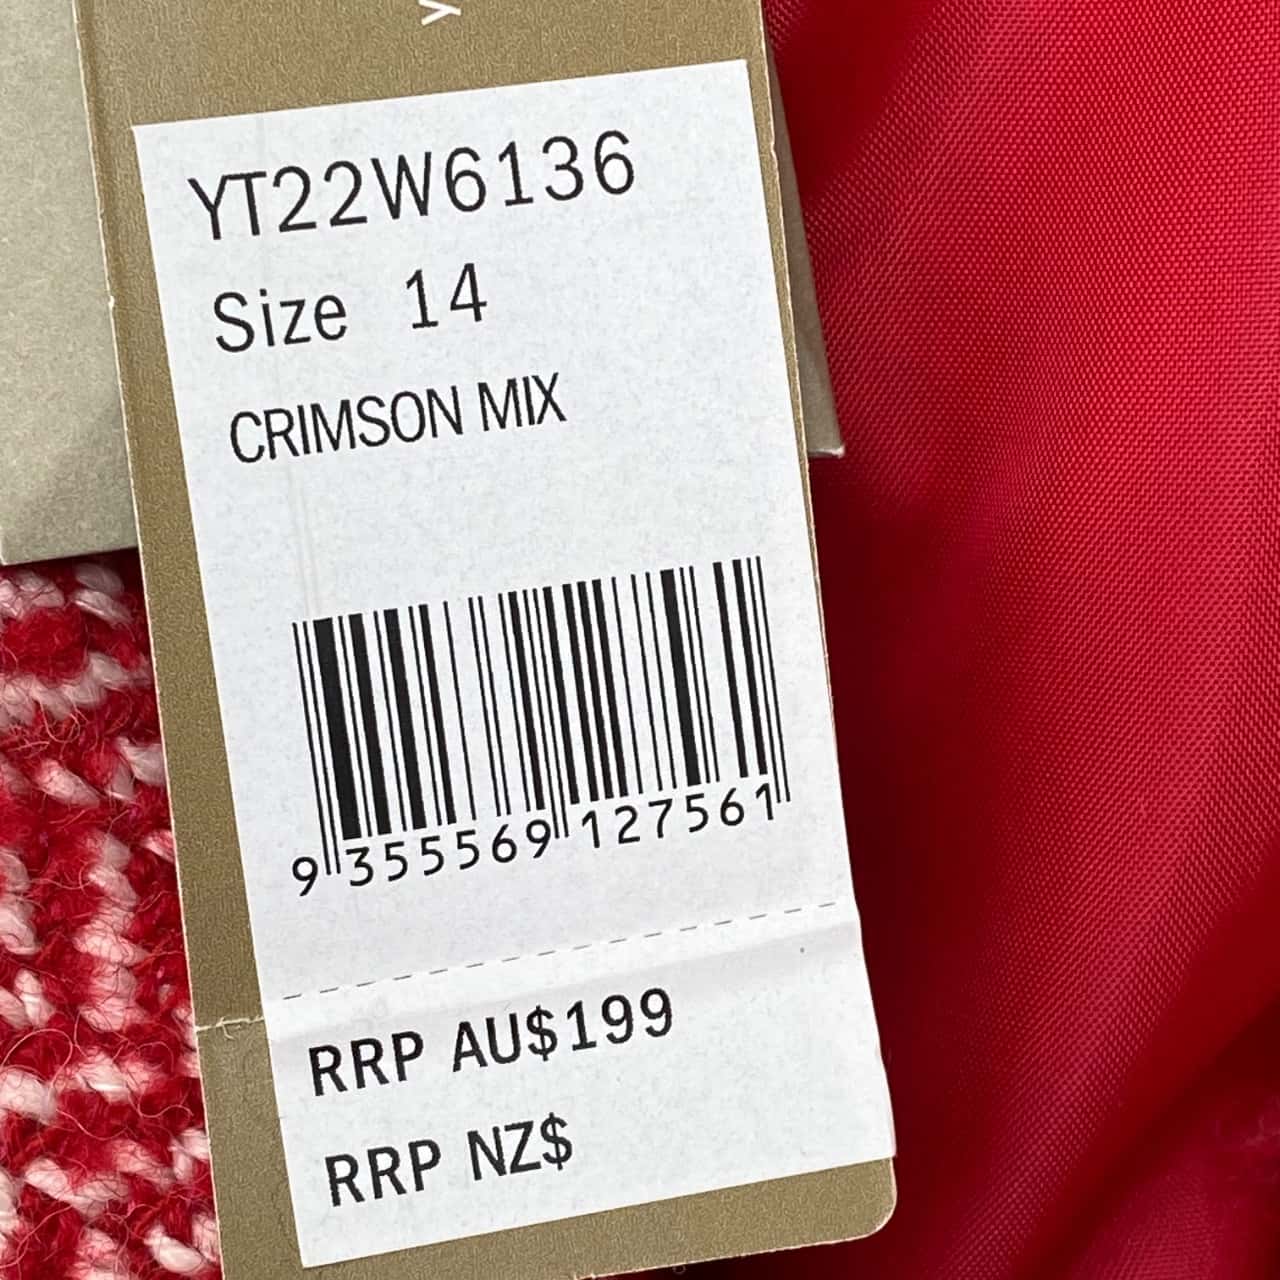 y
YT22W6136
Size 14
CRIMSON MIX
9 355569 127561
RRP AU$199
RRP NZ$